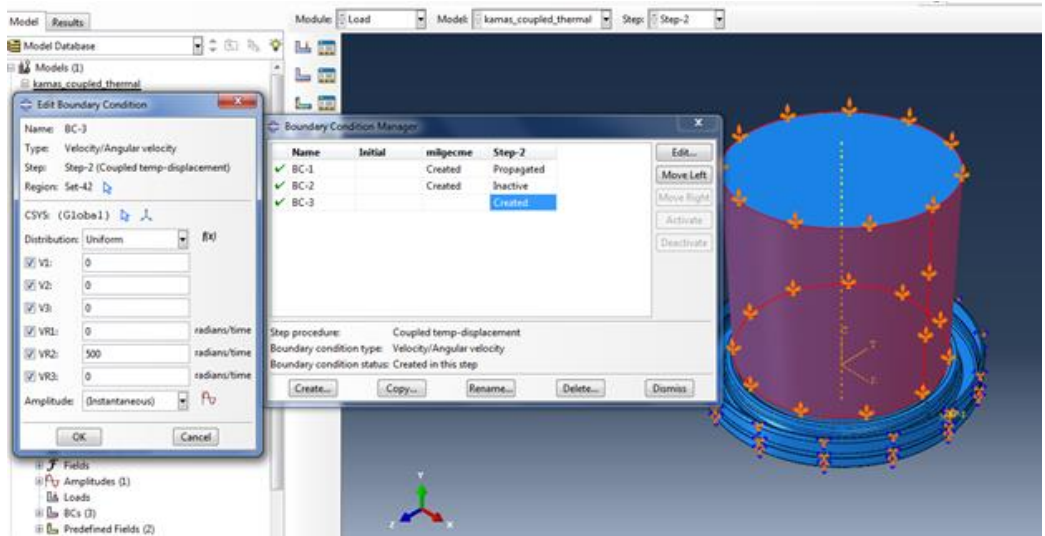 Model Results
Module: Load Model: kamas_coupled_thermal Step: Step-2
Model Database
Models (1)
kamas_coupled_thermal
Edit Boundary Condition
Name: BC-3
Type: Velocity/Angular velocity
Step: Step-2 (Coupled temp-displacement)
Region: Set-42
CSYS: (Global)
Distribution: Uniform f(x)
V1: 0
V2: 0
V3: 0
VR1: 0 radians/time
VR2: 500 radians/time
VR3: 0 radians/time
Amplitude: (Instantaneous)
OK Cancel
Boundary Condition Manager
Name Initial milgecme Step-2
BC-1 Created Propagated
BC-2 Created Inactive
BC-3 Created
Edit...
Move Left
Move Right
Activate
Deactivate
Step procedure: Coupled temp-displacement
Boundary condition type: Velocity/Angular velocity
Boundary condition status: Created in this step
Create... Copy... Rename... Delete... Dismiss
Fields
Amplitudes (1)
Loads
BCs (3)
Predefined Fields (2)
Y
Z X